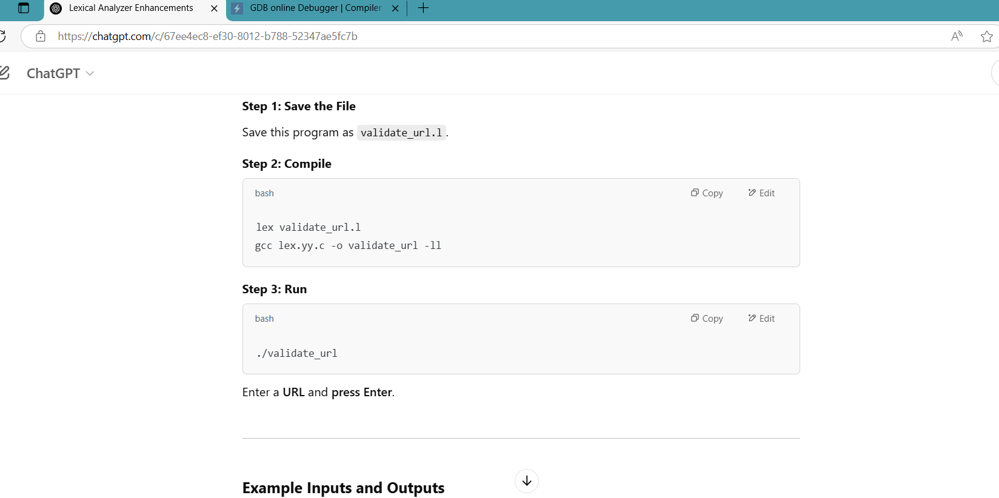 Lexical Analyzer Enhancements
GDB online Debugger | Compiler
https://chatgpt.com/c/67ee4ec8-ef30-8012-b788-52347ae5fc7b
ChatGPT
Step 1: Save the File
Save this program as validate_url.l.
Step 2: Compile
bash Copy Edit
lex validate_url.l
gcc lex.yy.c -o validate_url -ll
Step 3: Run
bash Copy Edit
./validate_url
Enter a URL and press Enter.
Example Inputs and Outputs